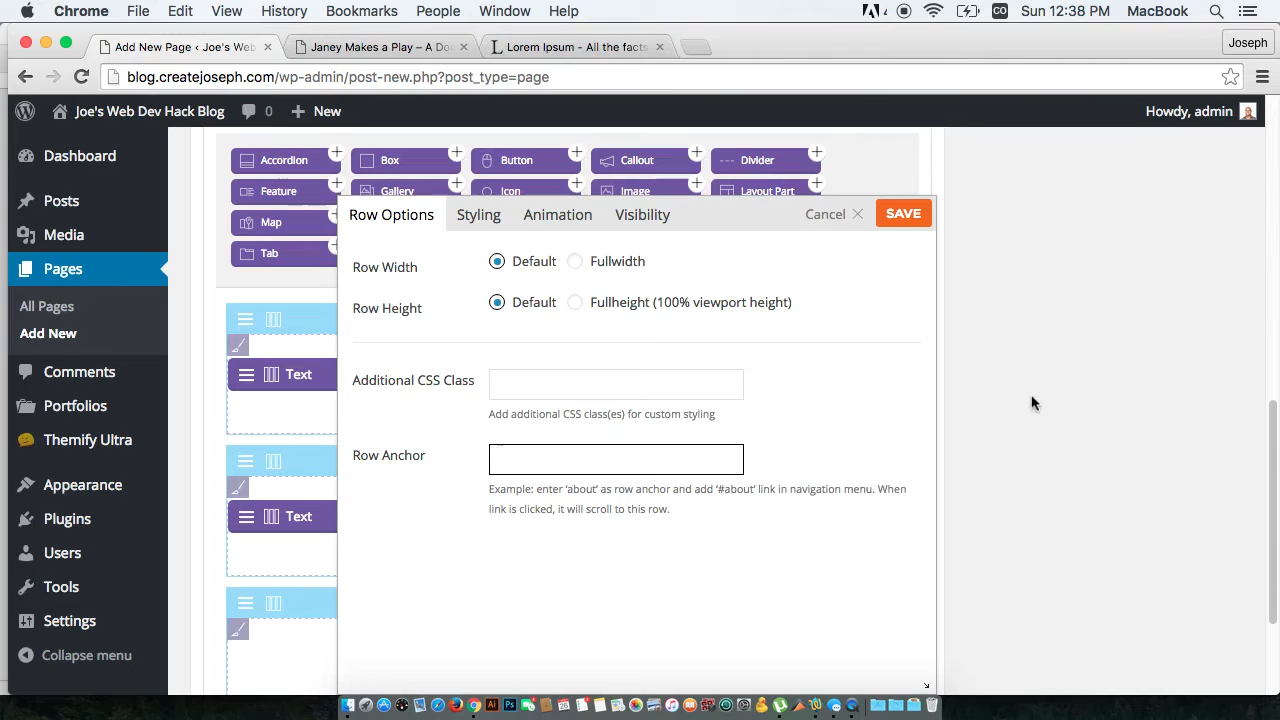 Chrome File Edit View History Bookmarks People Window Help Sun 12:38 PM MacBook
Add New Page ‹ Joe's Web Janey Makes a Play – A Do Lorem Ipsum - All the facts Joseph
blog.createjoseph.com/wp-admin/post-new.php?post_type=page
Joe's Web Dev Hack Blog 0 New Howdy, admin
Dashboard
Posts
Media
Pages
All Pages
Add New
Comments
Portfolios
Themify Ultra
Appearance
Plugins
Users
Tools
Settings
Collapse menu
Accordion Box Button Callout Divider
Feature Gallery Icon Image Layout Part
Map
Tab
Text
Text
Row Options Styling Animation Visibility Cancel SAVE
Row Width Default Fullwidth
Row Height Default Fullheight (100% viewport height)
Additional CSS Class
Add additional CSS class(es) for custom styling
Row Anchor
Example: enter ‘about’ as row anchor and add ‘#about’ link in navigation menu. When
link is clicked, it will scroll to this row.